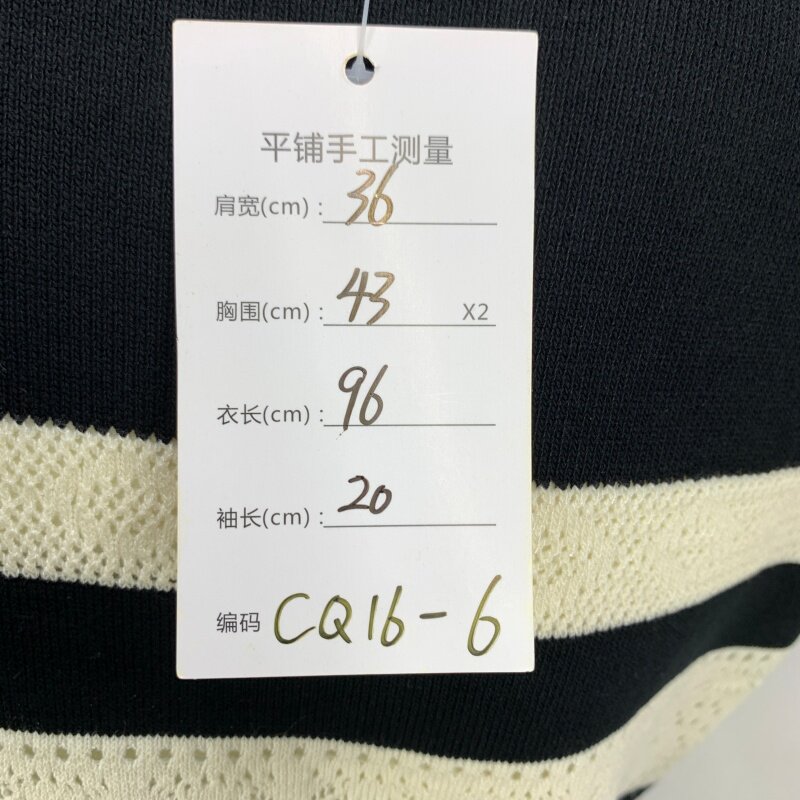 平铺手工测量
肩宽(cm)：36
胸围(cm)：43 X2
衣长(cm)：96
袖长(cm)：20
编码 CQ16-6